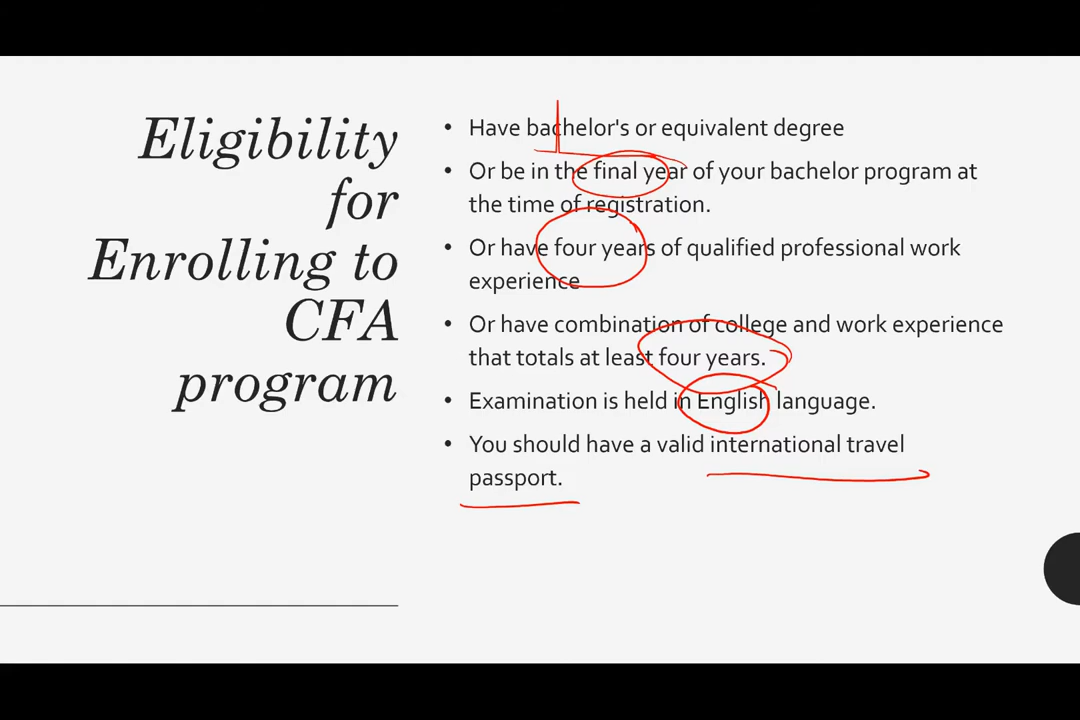 Eligibility
for
Enrolling to
CFA
program
• Have bachelor's or equivalent degree
• Or be in the final year of your bachelor program at
the time of registration.
• Or have four years of qualified professional work
experience
• Or have combination of college and work experience
that totals at least four years.
• Examination is held in English language.
• You should have a valid international travel
passport.